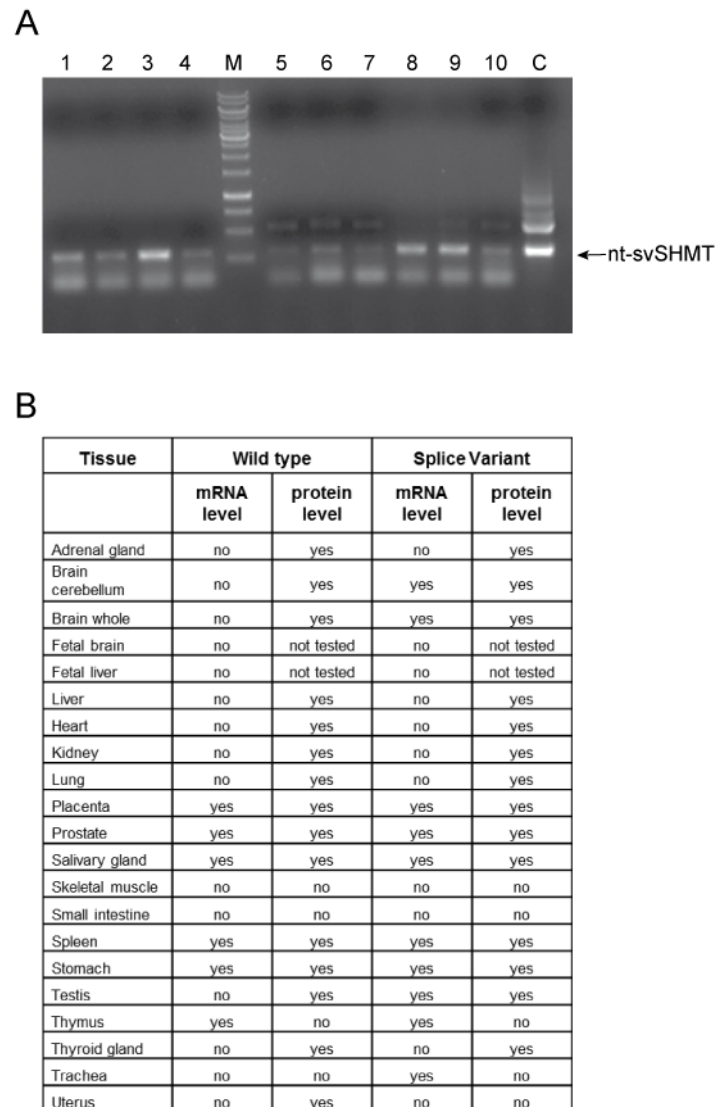 A
1 2 3 4 M 5 6 7 8 9 10 C
nt-svSHMT
B
Tissue Wild type Splice Variant
mRNA level protein level mRNA level protein level
Adrenal gland no yes no yes
Brain cerebellum no yes yes yes
Brain whole no yes yes yes
Fetal brain no not tested no not tested
Fetal liver no not tested no not tested
Liver no yes no yes
Heart no yes no yes
Kidney no yes no yes
Lung no yes no yes
Placenta yes yes yes yes
Prostate yes yes yes yes
Salivary gland yes yes yes yes
Skeletal muscle no no no no
Small intestine no no no no
Spleen yes yes yes yes
Stomach yes yes yes yes
Testis no yes yes yes
Thymus yes no yes no
Thyroid gland no yes no yes
Trachea no no yes no
Uterus no yes no no